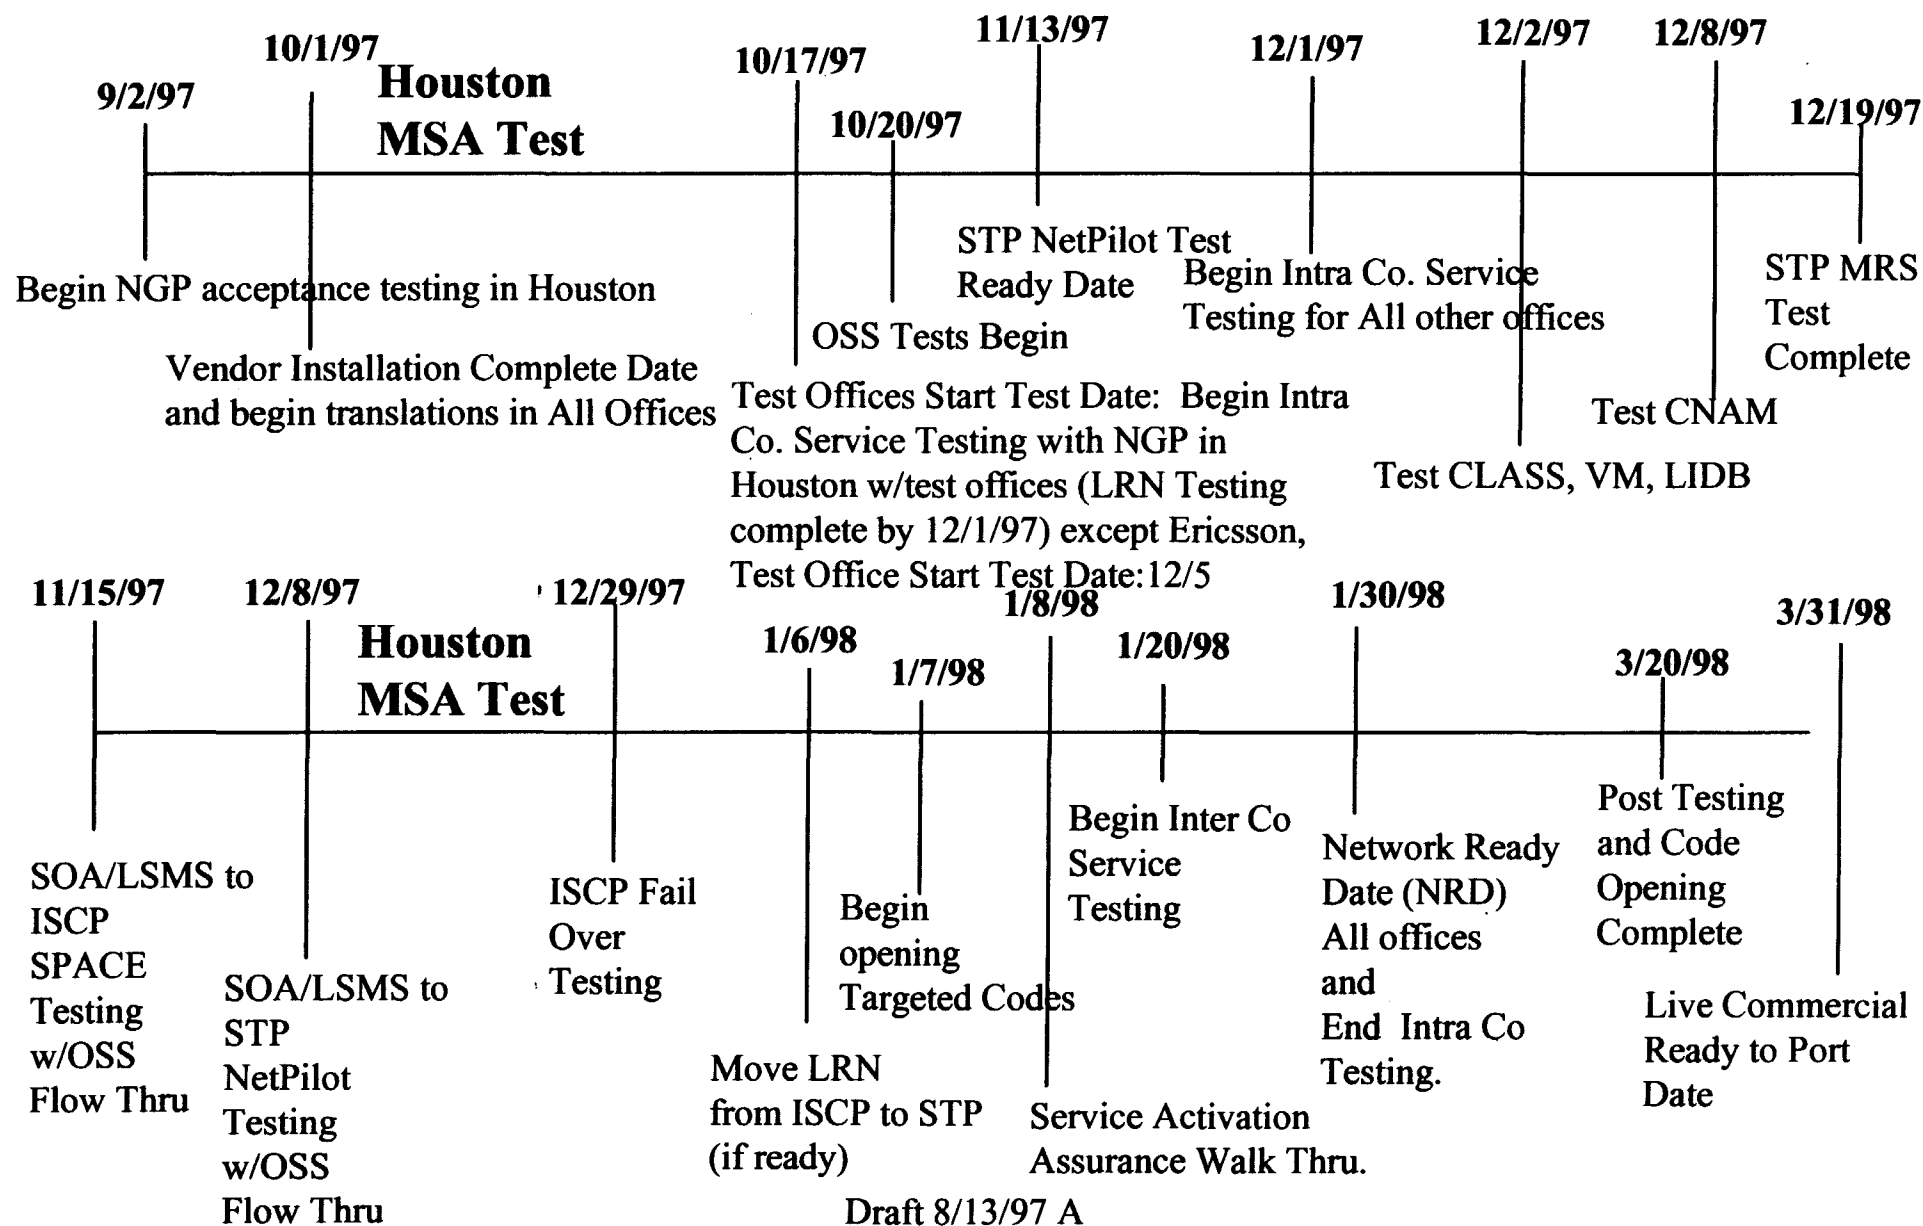 9/2/97
10/1/97
Houston
MSA Test
10/17/97
10/20/97
11/13/97
12/1/97
12/2/97
12/8/97
12/19/97
Begin NGP acceptance testing in Houston
Vendor Installation Complete Date
and begin translations in All Offices
Test Offices Start Test Date: Begin Intra
Co. Service Testing with NGP in
Houston w/test offices (LRN Testing
complete by 12/1/97) except Ericsson,
Test Office Start Test Date:12/5
OSS Tests Begin
STP NetPilot Test
Ready Date
Begin Intra Co. Service
Testing for All other offices
Test CLASS, VM, LIDB
Test CNAM
STP MRS
Test
Complete
11/15/97
12/8/97
Houston
MSA Test
12/29/97
1/6/98
1/7/98
1/8/98
1/20/98
1/30/98
3/20/98
3/31/98
SOA/LSMS to
ISCP
SPACE
Testing
w/OSS
Flow Thru
SOA/LSMS to
STP
NetPilot
Testing
w/OSS
Flow Thru
ISCP Fail
Over
Testing
Move LRN
from ISCP to STP
(if ready)
Begin
opening
Targeted Codes
Service Activation
Assurance Walk Thru.
Begin Inter Co
Service
Testing
Network Ready
Date (NRD)
All offices
and
End Intra Co
Testing.
Post Testing
and Code
Opening
Complete
Live Commercial
Ready to Port
Date
Draft 8/13/97 A